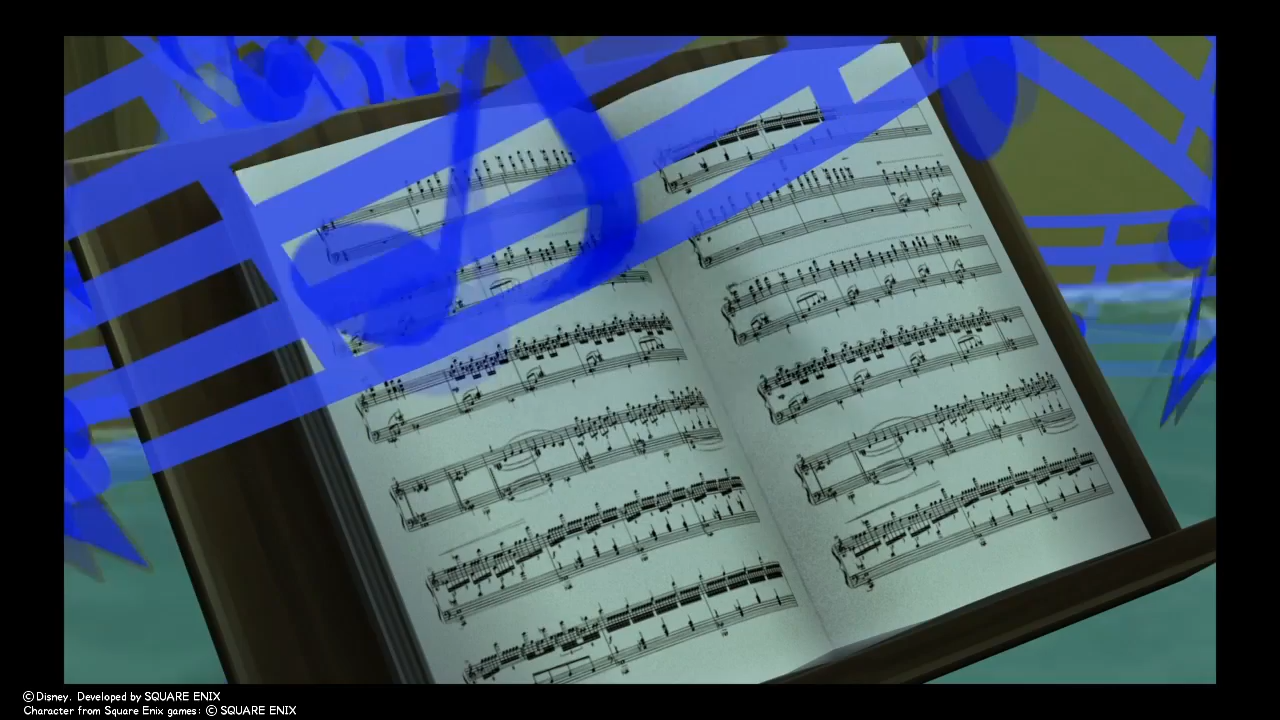 ©Disney. Developed by SQUARE ENIX
Character from Square Enix games: © SQUARE ENIX